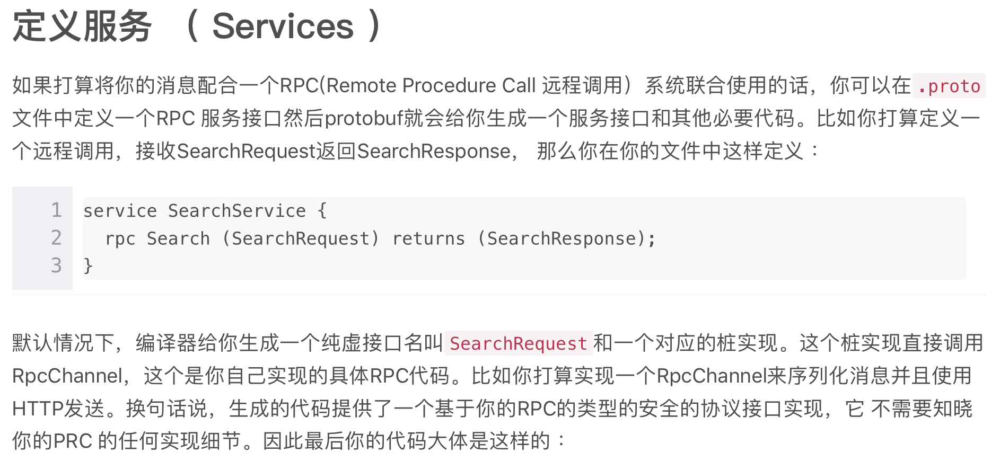 定义服务 （ Services ）
如果打算将你的消息配合一个RPC(Remote Procedure Call 远程调用）系统联合使用的话，你可以在.proto
文件中定义一个RPC 服务接口然后protobuf就会给你生成一个服务接口和其他必要代码。比如你打算定义一
个远程调用，接收SearchRequest返回SearchResponse， 那么你在你的文件中这样定义：
1 service SearchService {
2   rpc Search (SearchRequest) returns (SearchResponse);
3 }
默认情况下，编译器给你生成一个纯虚接口名叫SearchRequest和一个对应的桩实现。这个桩实现直接调用
RpcChannel，这个是你自己实现的具体RPC代码。比如你打算实现一个RpcChannel来序列化消息并且使用
HTTP发送。换句话说，生成的代码提供了一个基于你的RPC的类型的安全的协议接口实现，它 不需要知晓
你的PRC 的任何实现细节。因此最后你的代码大体是这样的：